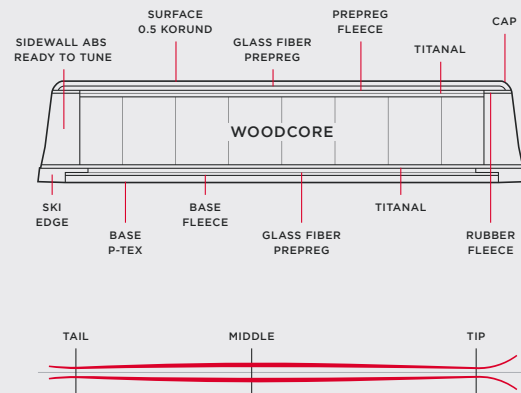 SURFACE
0.5 KORUND
PREPREG
FLEECE
CAP
SIDEWALL ABS
READY TO TUNE
GLASS FIBER
PREPREG
TITANAL
WOODCORE
SKI
EDGE
BASE
FLEECE
TITANAL
BASE
P-TEX
GLASS FIBER
PREPREG
RUBBER
FLEECE
TAIL
MIDDLE
TIP